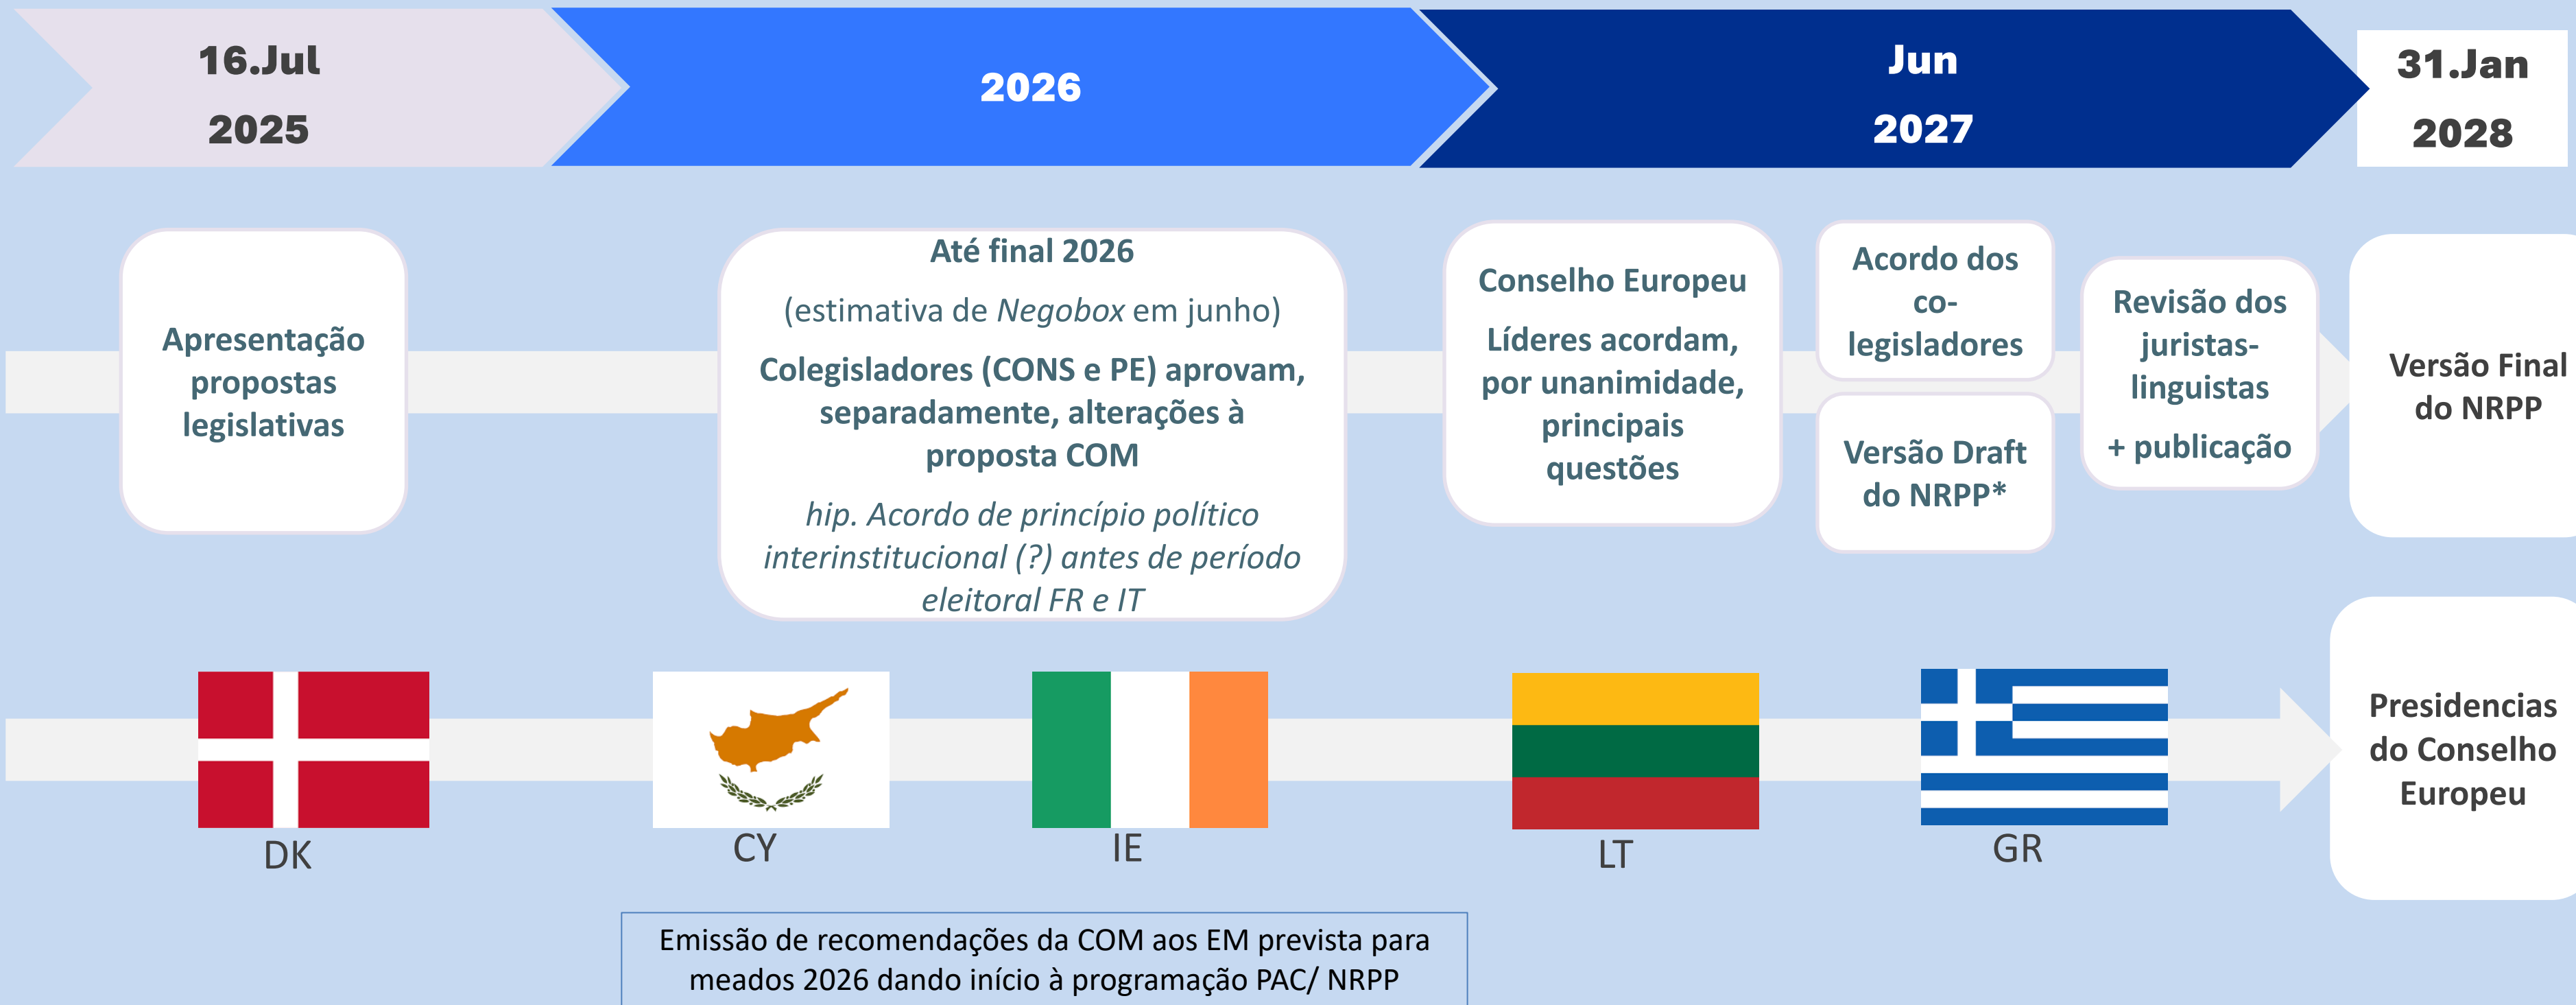 16.Jul
2025
2026
Jun
2027
31.Jan
2028
Apresentação
propostas
legislativas
Até final 2026
(estimativa de Negobox em junho)
Colegisladores (CONS e PE) aprovam,
separadamente, alterações à
proposta COM
hip. Acordo de princípio político
interinstitucional (?) antes de período
eleitoral FR e IT
Conselho Europeu
Líderes acordam,
por unanimidade,
principais
questões
Acordo dos
co-
legisladores
Versão Draft
do NRPP*
Revisão dos
juristas-
linguistas
+ publicação
Versão Final
do NRPP
DK
CY
IE
LT
GR
Presidencias
do Conselho
Europeu
Emissão de recomendações da COM aos EM prevista para
meados 2026 dando início à programação PAC/ NRPP